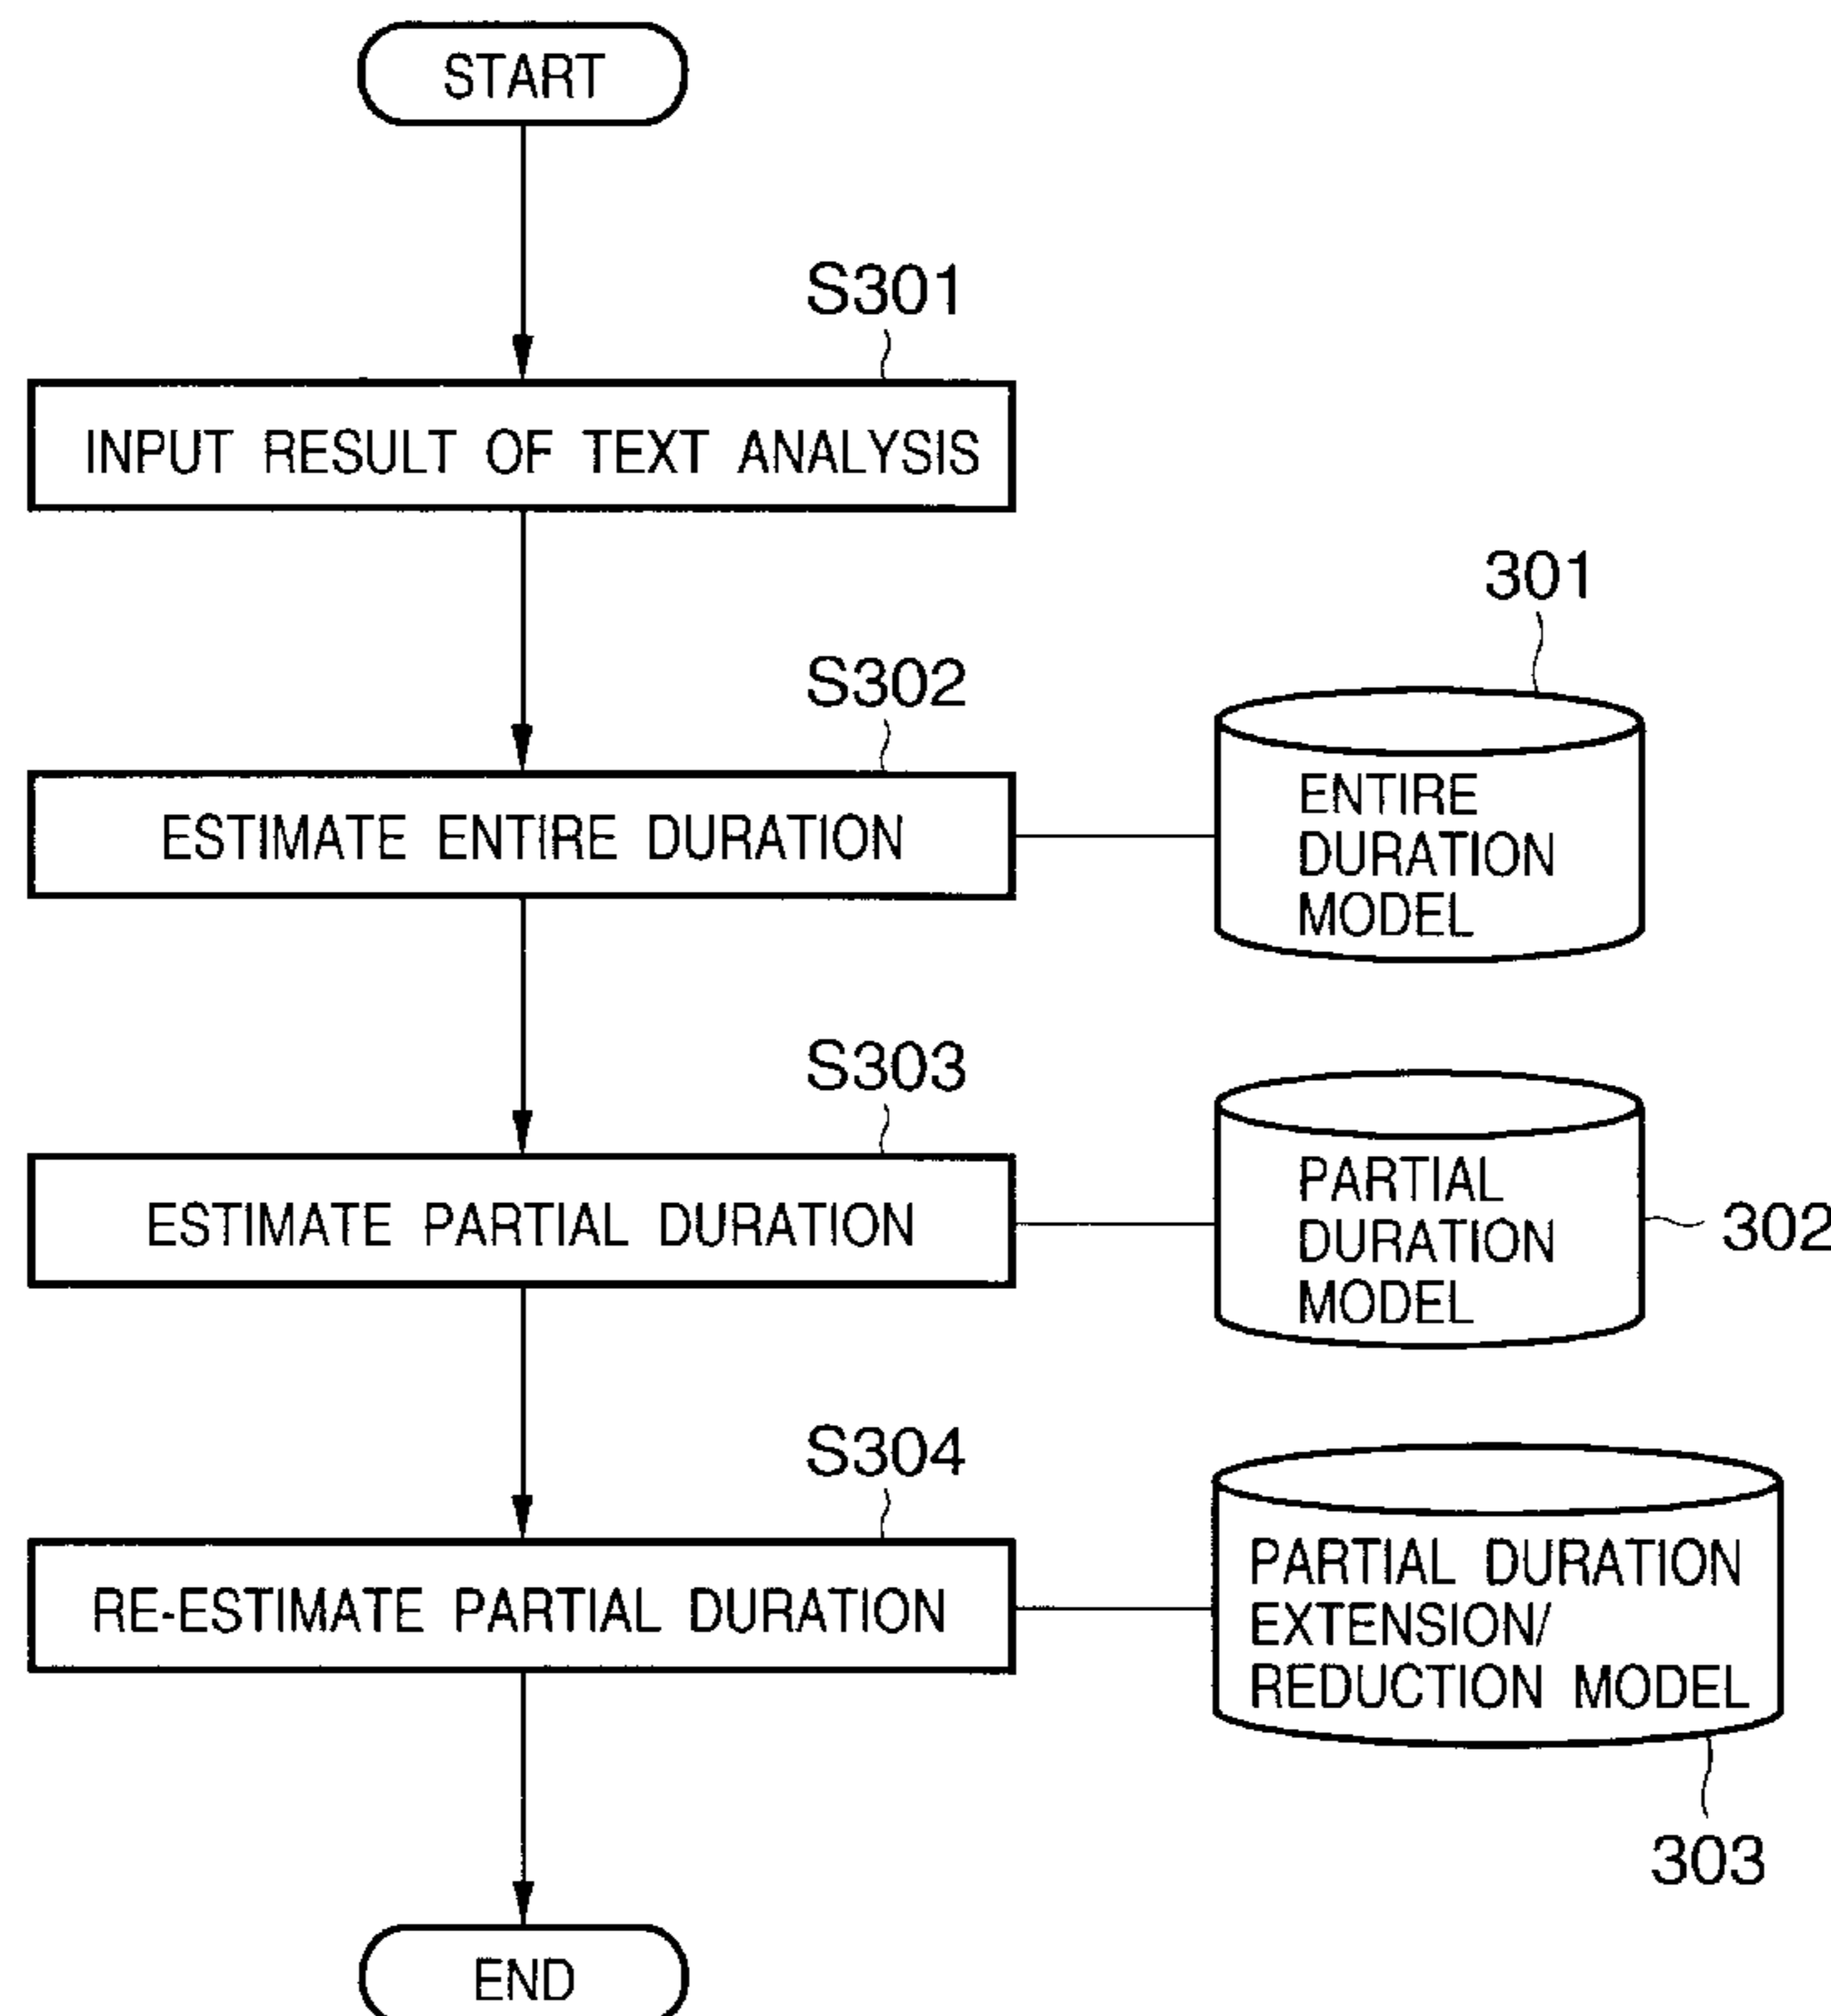 START
S301
INPUT RESULT OF TEXT ANALYSIS
301
S302
ESTIMATE ENTIRE DURATION
ENTIRE
DURATION
MODEL
S303
ESTIMATE PARTIAL DURATION
PARTIAL
DURATION
MODEL
302
S304
RE-ESTIMATE PARTIAL DURATION
PARTIAL DURATION
EXTENSION/
REDUCTION MODEL
303
END